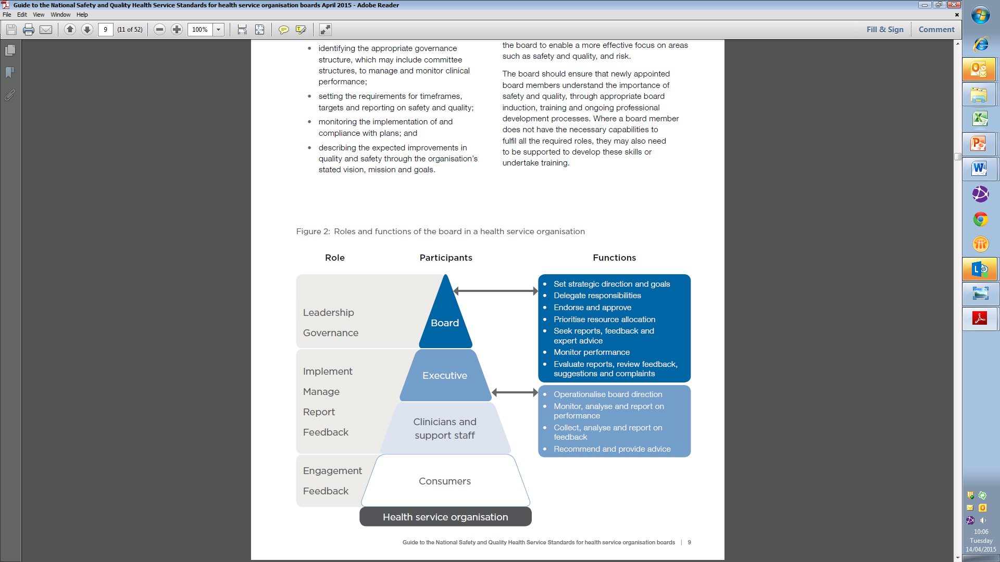 Guide to the National Safety and Quality Health Service Standards for health service organisation boards April 2015 - Adobe Reader
File Edit View Window Help
9 (11 of 52) 100% Fill & Sign Comment
identifying the appropriate governance
structure, which may include committee
structures, to manage and monitor clinical
performance;
setting the requirements for timeframes,
targets and reporting on safety and quality;
monitoring the implementation of and
compliance with plans; and
describing the expected improvements in
quality and safety through the organisation's
stated vision, mission and goals.
the board to enable a more effective focus on areas
such as safety and quality, and risk.
The board should ensure that newly appointed
board members understand the importance of
safety and quality, through appropriate board
induction, training and ongoing professional
development processes. Where a board member
does not have the necessary capabilities to
fulfil all the required roles, they may also need
to be supported to develop these skills or
undertake training.
Figure 2: Roles and functions of the board in a health service organisation
Role
Participants
Functions
Leadership
Governance
Implement
Manage
Report
Feedback
Engagement
Feedback
Board
Executive
Clinicians and
support staff
Consumers
Health service organisation
• Set strategic direction and goals
• Delegate responsibilities
• Endorse and approve
• Prioritise resource allocation
• Seek reports, feedback and
expert advice
• Monitor performance
• Evaluate reports, review feedback,
suggestions and complaints
• Operationalise board direction
• Monitor, analyse and report on
performance
• Collect, analyse and report on
feedback
• Recommend and provide advice
Guide to the National Safety and Quality Health Service Standards for health service organisation boards | 9
10:06
Tuesday
14/04/2015